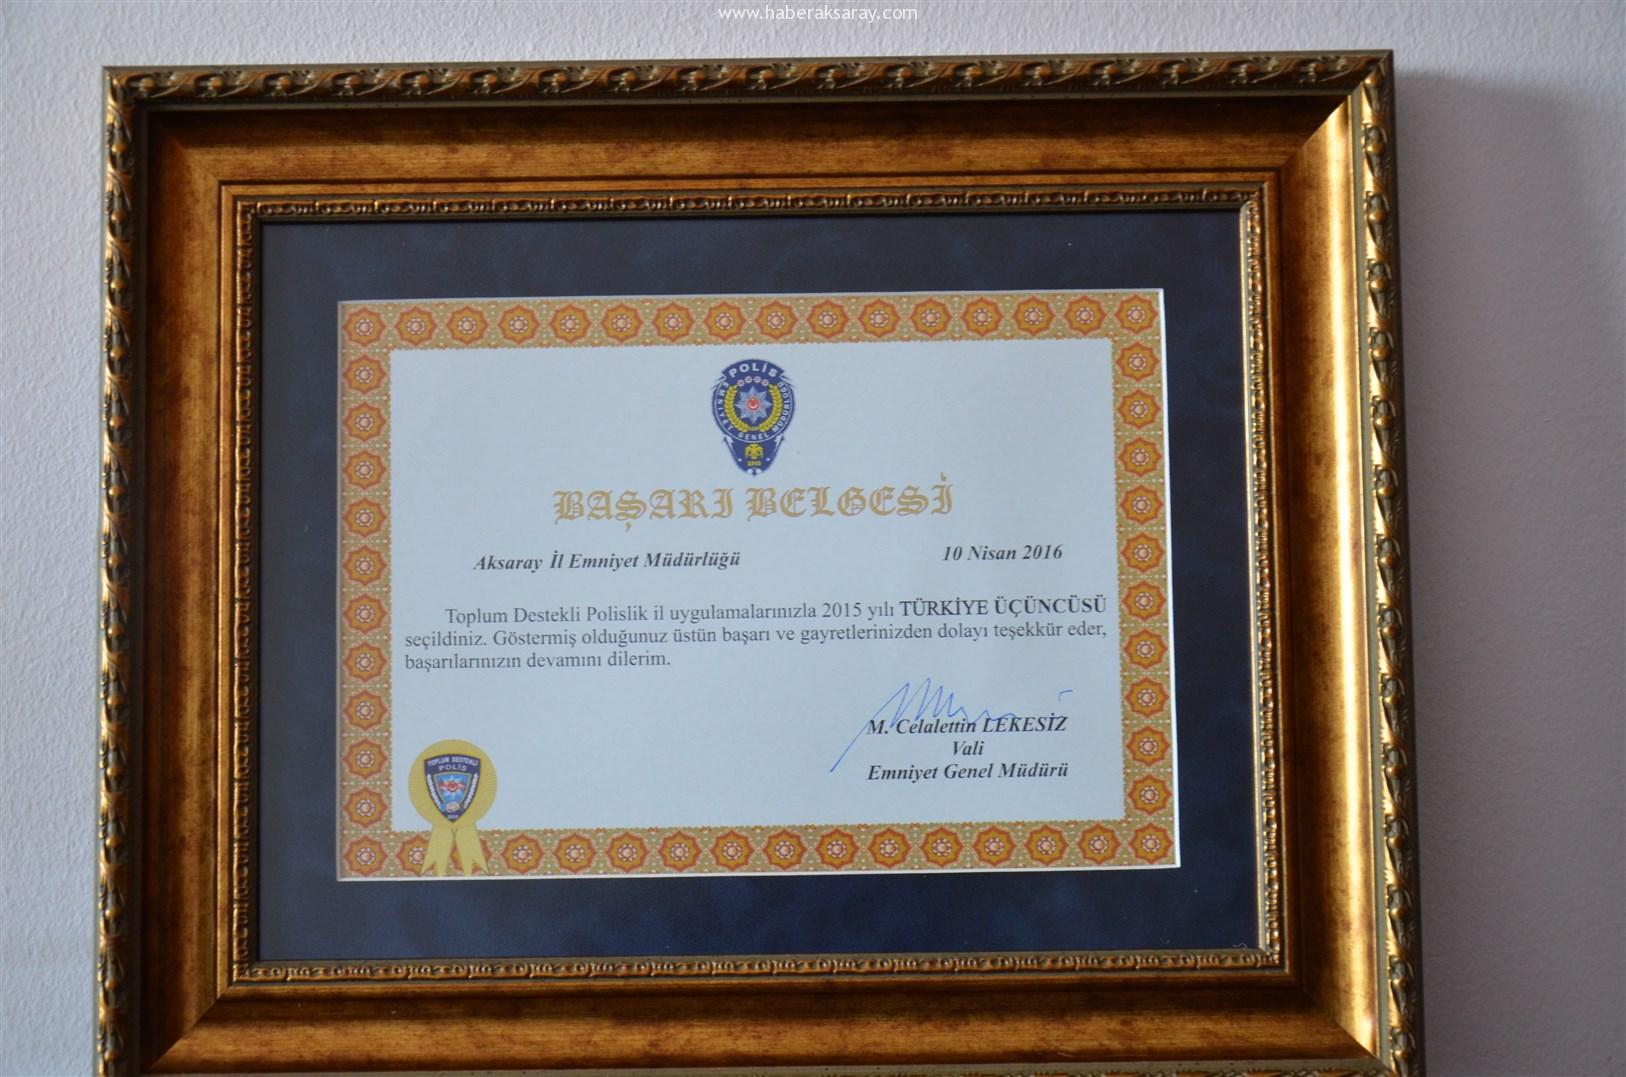 www.haberaksaray.com
POLİS
EMNİYET GENEL MÜDÜRLÜĞÜ
1845
BAŞARI BELGESİ
Aksaray İl Emniyet Müdürlüğü 10 Nisan 2016
Toplum Destekli Polislik il uygulamalarınızla 2015 yılı TÜRKİYE ÜÇÜNCÜSÜ
seçildiniz. Göstermiş olduğunuz üstün başarı ve gayretlerinizden dolayı teşekkür eder,
başarılarınızın devamını dilerim.
M. Celalettin LEKESİZ
Vali
Emniyet Genel Müdürü
TOPLUM DESTEKLİ
POLİS